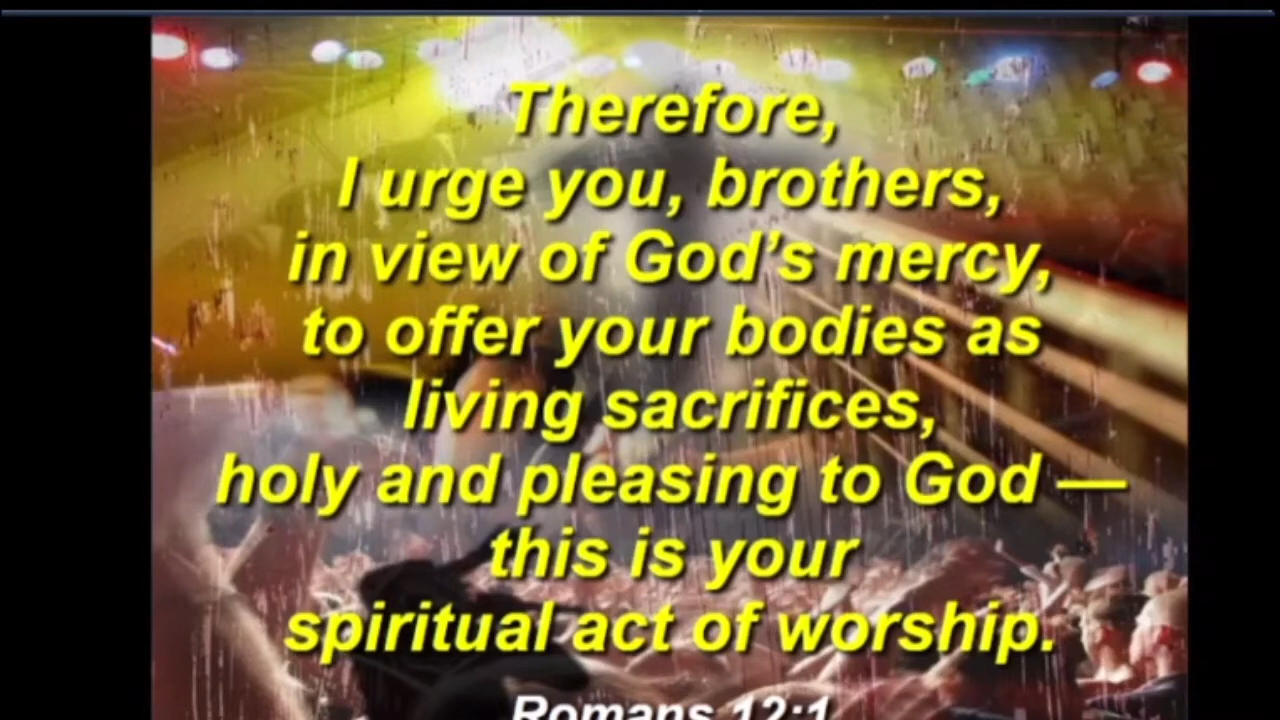 Therefore,
I urge you, brothers,
in view of God’s mercy,
to offer your bodies as
living sacrifices,
holy and pleasing to God —
this is your
spiritual act of worship.
Romans 12:1